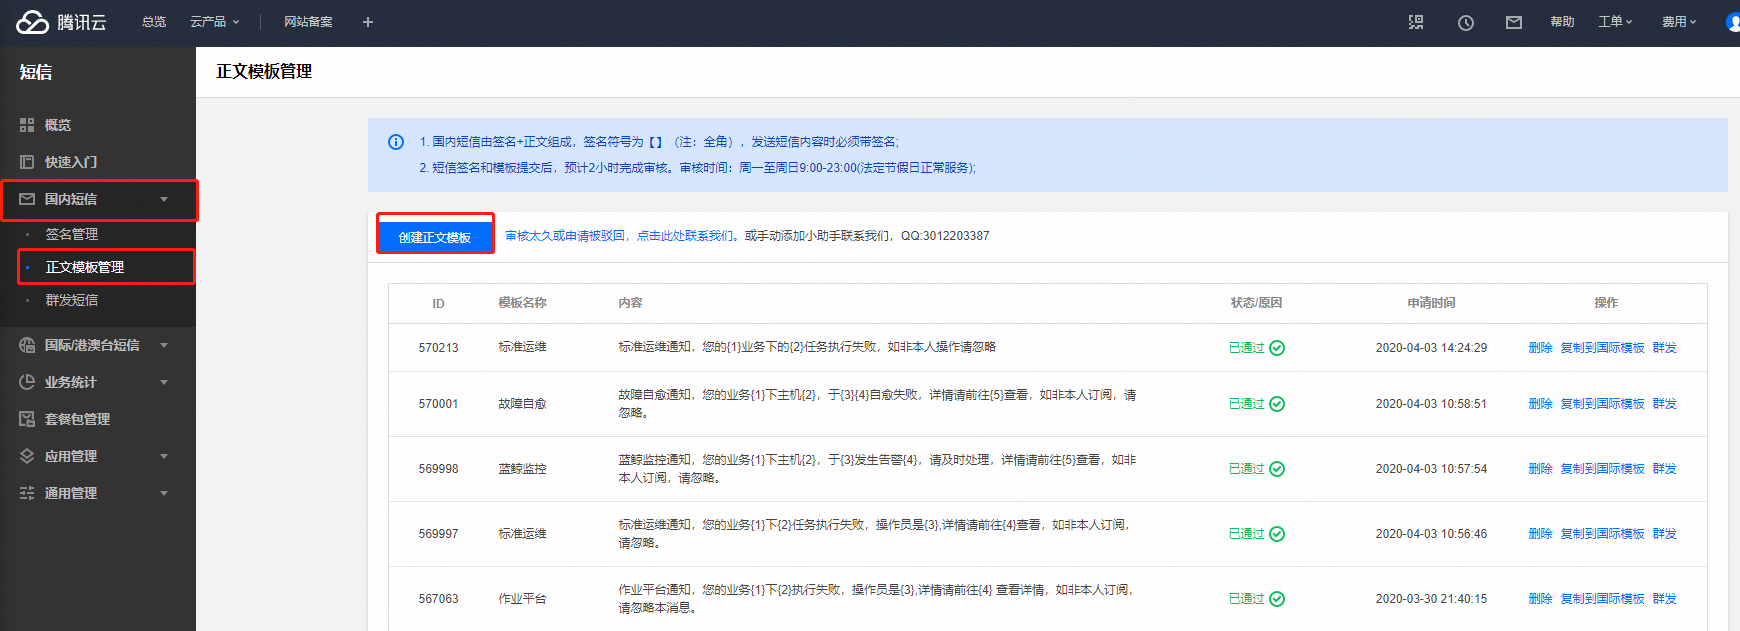 腾讯云 总览 云产品 网站备案 帮助 工单 费用
短信
概览
快速入门
国内短信
签名管理
正文模板管理
群发短信
国际/港澳台短信
业务统计
套餐包管理
应用管理
通用管理
正文模板管理
1. 国内短信由签名+正文组成，签名符号为【】（注：全角），发送短信内容时必须带签名;
2. 短信签名和模板提交后，预计2小时完成审核。审核时间：周一至周日9:00-23:00(法定节假日正常服务);
创建正文模板 审核太久或申请被驳回，点击此处联系我们。或手动添加小助手联系我们，QQ:3012203387
ID 模板名称 内容 状态/原因 申请时间 操作
570213 标准运维 标准运维通知，您的{1}业务下的{2}任务执行失败，如非本人操作请忽略 已通过 2020-04-03 14:24:29 删除 复制到国际模板 群发
570001 故障自愈 故障自愈通知，您的业务{1}下主机{2}，于{3}{4}自愈失败，详情请前往{5}查看，如非本人订阅，请 已通过 2020-04-03 10:58:51 删除 复制到国际模板 群发
忽略。
569998 蓝鲸监控 蓝鲸监控通知，您的业务{1}下主机{2}，于{3}发生告警{4}，请及时处理，详情请前往{5}查看，如非 已通过 2020-04-03 10:57:54 删除 复制到国际模板 群发
本人订阅，请忽略。
569997 标准运维 标准运维通知，您的业务{1}下{2}任务执行失败，操作员是{3},详情请前往{4}查看，如非本人订阅， 已通过 2020-04-03 10:56:46 删除 复制到国际模板 群发
请忽略。
567063 作业平台 作业平台通知，您的业务{1}下{2}执行失败，操作员是{3},详情请前往{4} 查看详情，如非本人订阅， 已通过 2020-03-30 21:40:15 删除 复制到国际模板 群发
请忽略本消息。